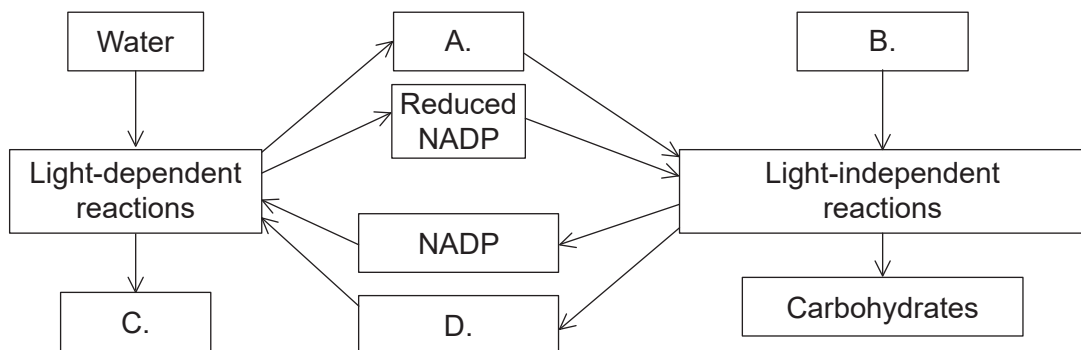 Water
A.
B.
Reduced
NADP
Light-dependent
reactions
Light-independent
reactions
NADP
C.
D.
Carbohydrates